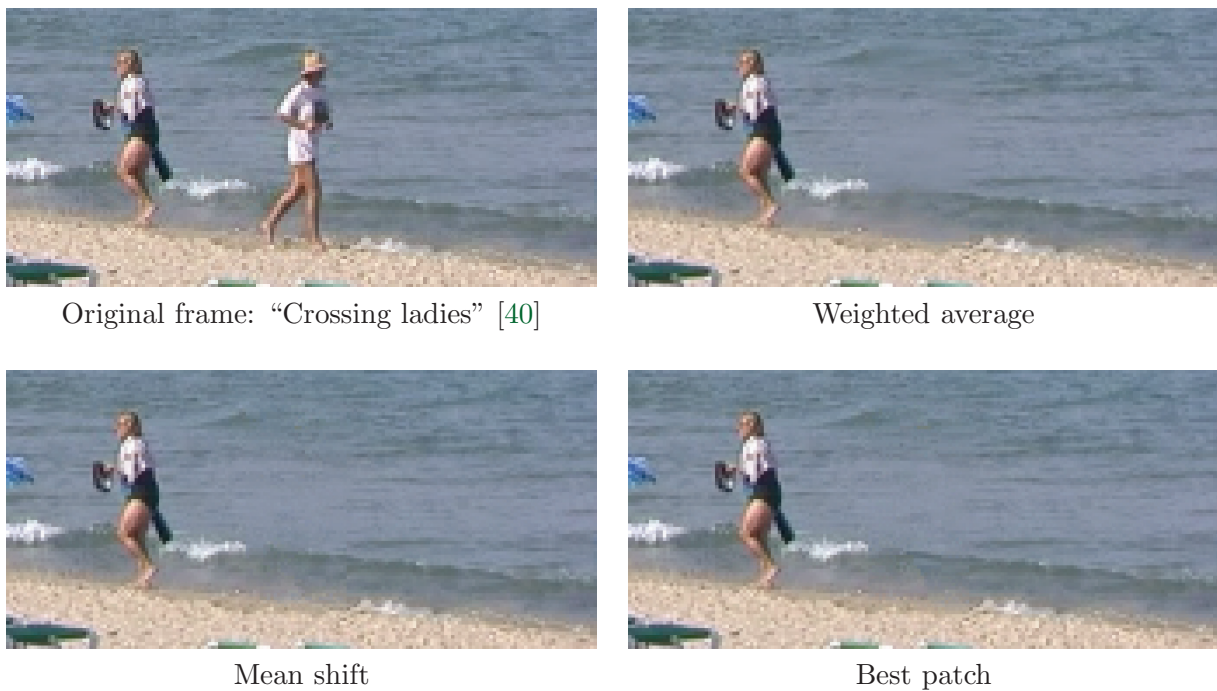 Original frame: “Crossing ladies” [40]
Weighted average
Mean shift
Best patch